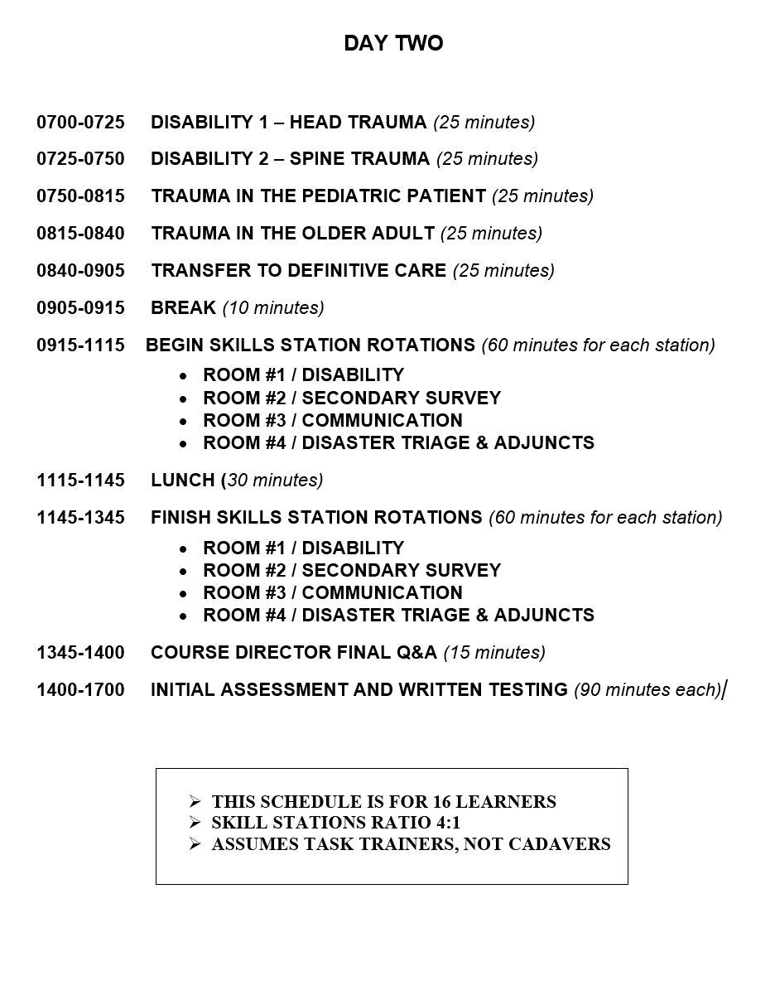 DAY TWO
0700-0725 DISABILITY 1 – HEAD TRAUMA (25 minutes)
0725-0750 DISABILITY 2 – SPINE TRAUMA (25 minutes)
0750-0815 TRAUMA IN THE PEDIATRIC PATIENT (25 minutes)
0815-0840 TRAUMA IN THE OLDER ADULT (25 minutes)
0840-0905 TRANSFER TO DEFINITIVE CARE (25 minutes)
0905-0915 BREAK (10 minutes)
0915-1115 BEGIN SKILLS STATION ROTATIONS (60 minutes for each station)
• ROOM #1 / DISABILITY
• ROOM #2 / SECONDARY SURVEY
• ROOM #3 / COMMUNICATION
• ROOM #4 / DISASTER TRIAGE & ADJUNCTS
1115-1145 LUNCH (30 minutes)
1145-1345 FINISH SKILLS STATION ROTATIONS (60 minutes for each station)
• ROOM #1 / DISABILITY
• ROOM #2 / SECONDARY SURVEY
• ROOM #3 / COMMUNICATION
• ROOM #4 / DISASTER TRIAGE & ADJUNCTS
1345-1400 COURSE DIRECTOR FINAL Q&A (15 minutes)
1400-1700 INITIAL ASSESSMENT AND WRITTEN TESTING (90 minutes each)
➢ THIS SCHEDULE IS FOR 16 LEARNERS
➢ SKILL STATIONS RATIO 4:1
➢ ASSUMES TASK TRAINERS, NOT CADAVERS